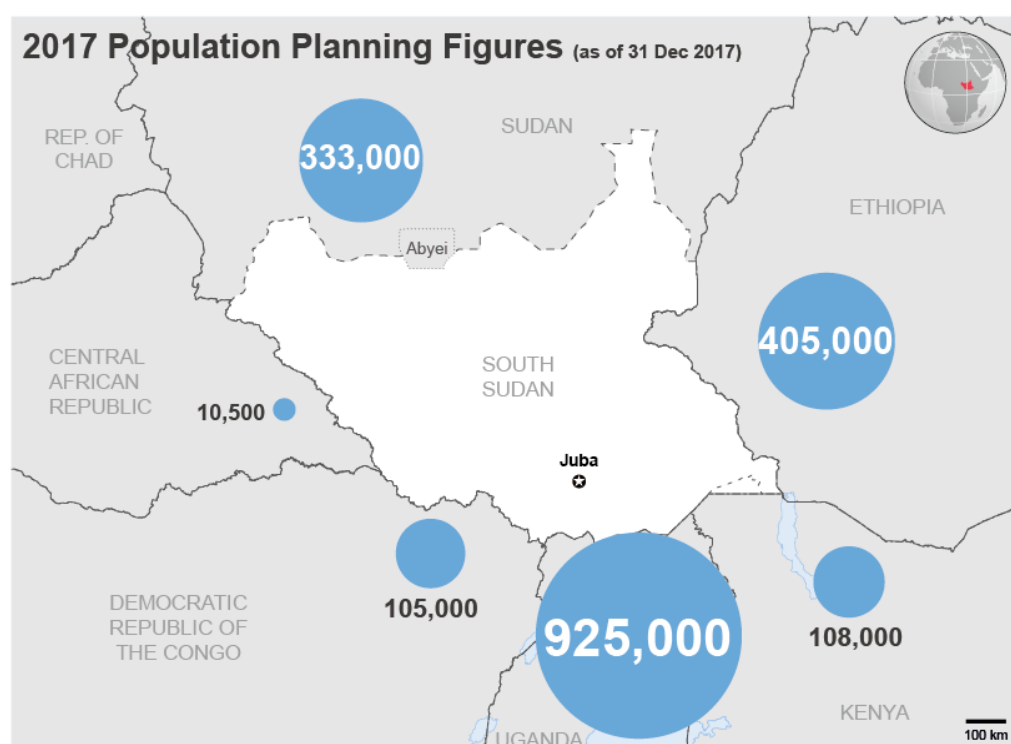 2017 Population Planning Figures (as of 31 Dec 2017)
REP. OF
CHAD
SUDAN
333,000
ETHIOPIA
Abyei
405,000
CENTRAL
AFRICAN
REPUBLIC
10,500
SOUTH
SUDAN
Juba
105,000
DEMOCRATIC
REPUBLIC OF
THE CONGO
925,000
108,000
KENYA
UGANDA
100 km